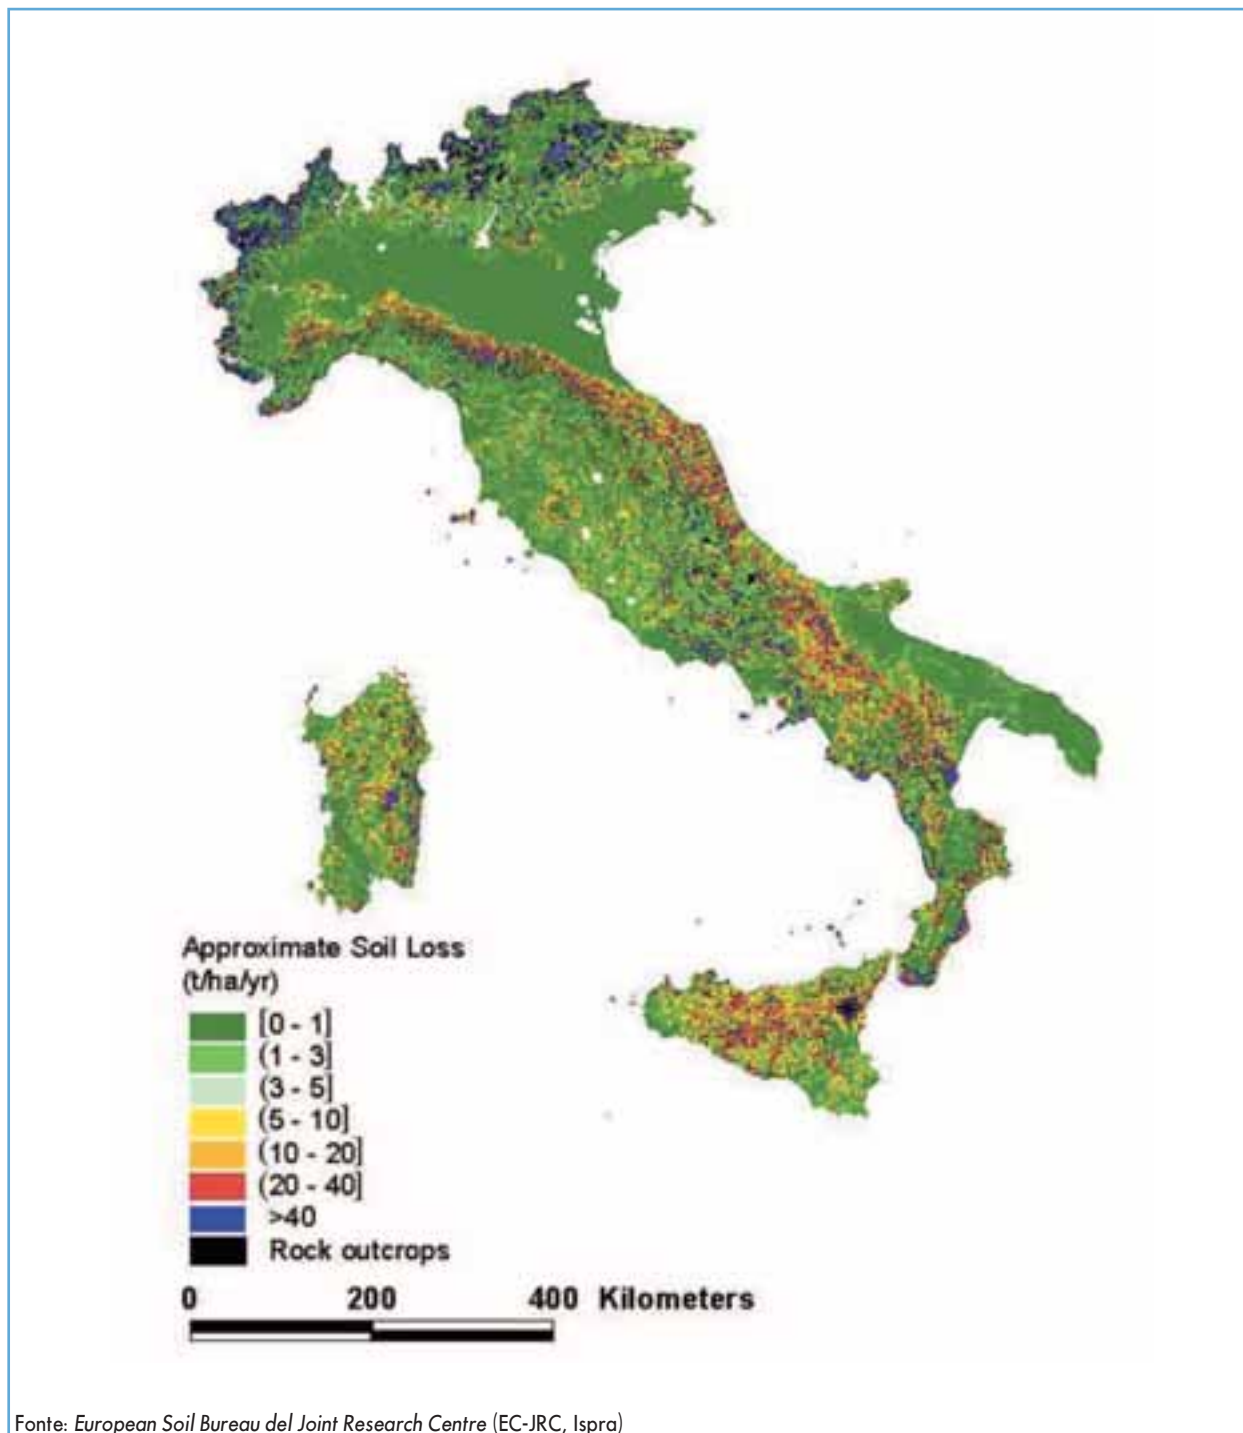 Approximate Soil Loss
(t/ha/yr)
[0 - 1]
(1 - 3]
(3 - 5]
(5 - 10]
(10 - 20]
(20 - 40]
>40
Rock outcrops
0 200 400 Kilometers
Fonte: European Soil Bureau del Joint Research Centre (EC-JRC, Ispra)